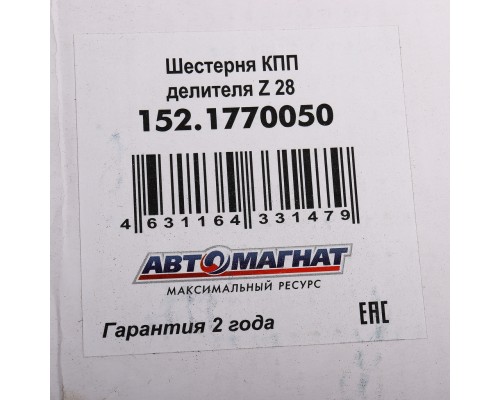 Шестерня КПП
делителя Z 28
152.1770050
4 631164 331479
АВТОМАГНАТ
МАКСИМАЛЬНЫЙ РЕСУРС
Гарантия 2 года
EAC